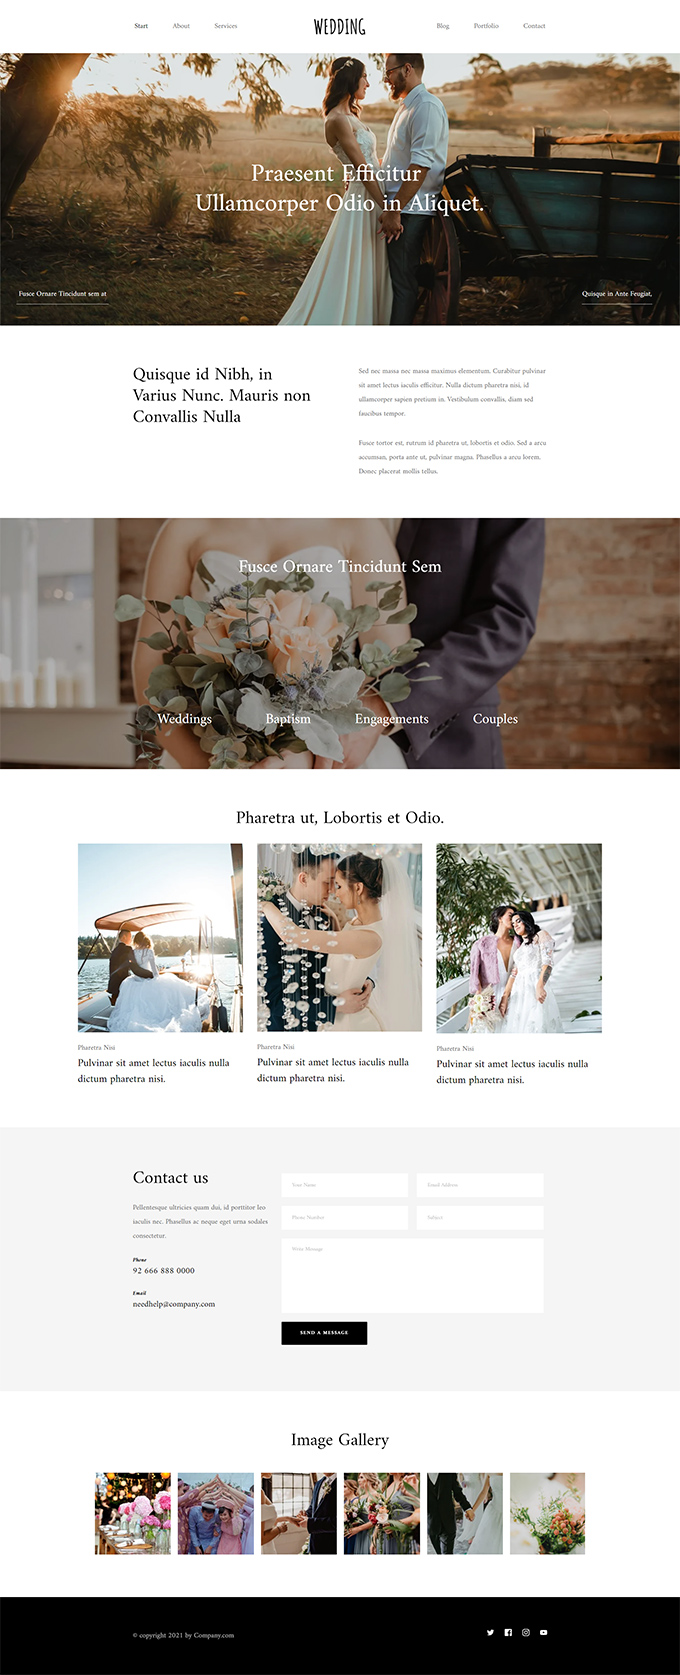 Start About Services WEDDING Blog Portfolio Contact
Praesent Efficitur
Ullamcorper Odio in Aliquet.
Fusce Ornare Tincidunt sem at
Quisque in Ante Feugiat,
Quisque id Nibh, in
Varius Nunc. Mauris non
Convallis Nulla
Sed nec massa nec massa maximus elementum. Curabitur pulvinar
sit amet lectus iaculis efficitur. Nulla dictum pharetra nisi, id
ullamcorper sapien pretium in. Vestibulum convallis, diam sed
faucibus tempor.
Fusce tortor est, rutrum id pharetra ut, lobortis et odio. Sed a arcu
accumsan, porta ante ut, pulvinar magna. Phasellus a arcu lorem.
Donec placerat mollis tellus.
Fusce Ornare Tincidunt Sem
Weddings Baptism Engagements Couples
Pharetra ut, Lobortis et Odio.
Pharetra Nisi
Pulvinar sit amet lectus iaculis nulla
dictum pharetra nisi.
Pharetra Nisi
Pulvinar sit amet lectus iaculis nulla
dictum pharetra nisi.
Pharetra Nisi
Pulvinar sit amet lectus iaculis nulla
dictum pharetra nisi.
Contact us
Pellentesque ultricies quam dui, id porttitor leo
iaculis nec. Phasellus ac neque eget urna sodales
consectetur.
Phone
92 666 888 0000
Email
needhelp@company.com
Your Name
Email Address
Phone Number
Subject
Write Message
SEND A MESSAGE
Image Gallery
© copyright 2021 by Company.com